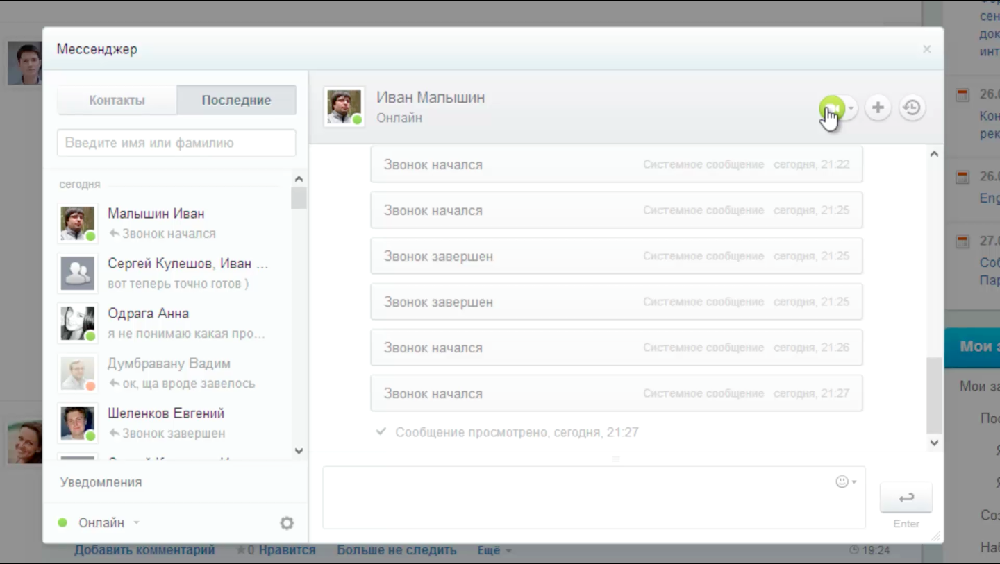 Мессенджер
Контакты
Последние
Введите имя или фамилию
сегодня
Малышин Иван
Звонок начался
Сергей Кулешов, Иван ...
вот теперь точно готов )
Одрага Анна
я не понимаю какая про...
Думбравану Вадим
ок, ща вроде завелось
Шеленков Евгений
Звонок завершен
Уведомления
Онлайн
Иван Малышин
Онлайн
Звонок начался Системное сообщение сегодня, 21:22
Звонок начался Системное сообщение сегодня, 21:25
Звонок завершен Системное сообщение сегодня, 21:25
Звонок завершен Системное сообщение сегодня, 21:25
Звонок начался Системное сообщение сегодня, 21:26
Звонок начался Системное сообщение сегодня, 21:27
Сообщение просмотрено, сегодня, 21:27
Enter
Добавить комментарий 0 Нравится Больше не следить Ещё 19:24
сен
док
инт
26.0
Кон
рек
26.0
Eng
27.0
Соб
Пар
Мои з
Мои за
Пос
Соз
Наб